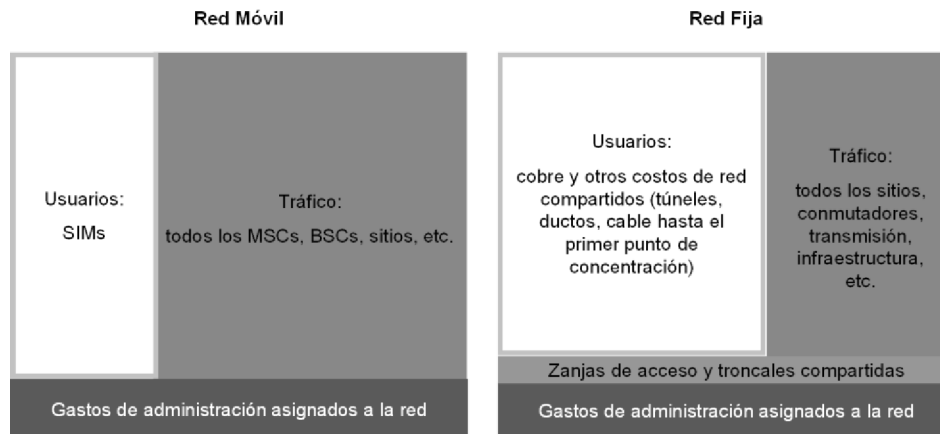 Red Móvil
Usuarios:
SIMs
Tráfico:
todos los MSCs, BSCs, sitios, etc.
Gastos de administración asignados a la red
Red Fija
Usuarios:
cobre y otros costos de red
compartidos (túneles,
ductos, cable hasta el
primer punto de
concentración)
Tráfico:
todos los sitios,
conmutadores,
transmisión,
infraestructura,
etc.
Zanjas de acceso y troncales compartidas
Gastos de administración asignados a la red